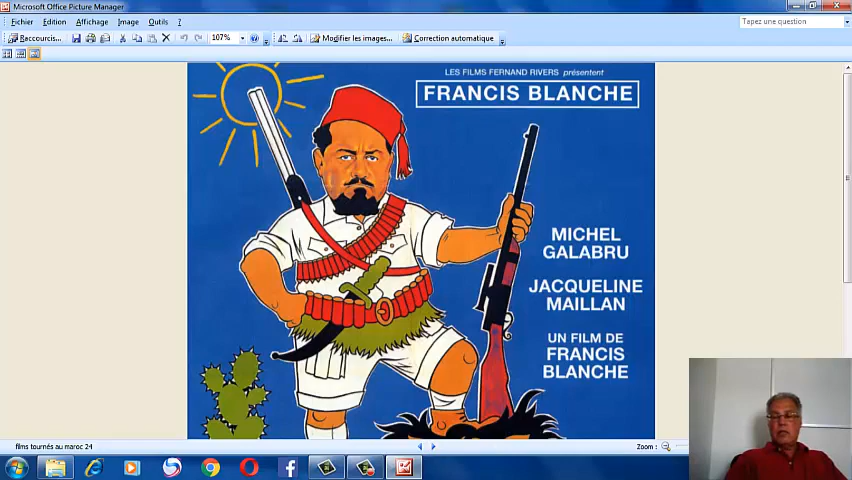 Microsoft Office Picture Manager
Fichier Edition Affichage Image Outils ?
Tapez une question
Raccourcis... 107% Modifier les images... Correction automatique
LES FILMS FERNAND RIVERS présentent
FRANCIS BLANCHE
MICHEL
GALABRU
JACQUELINE
MAILLAN
UN FILM DE
FRANCIS
BLANCHE
films tournés au maroc 24 Zoom :